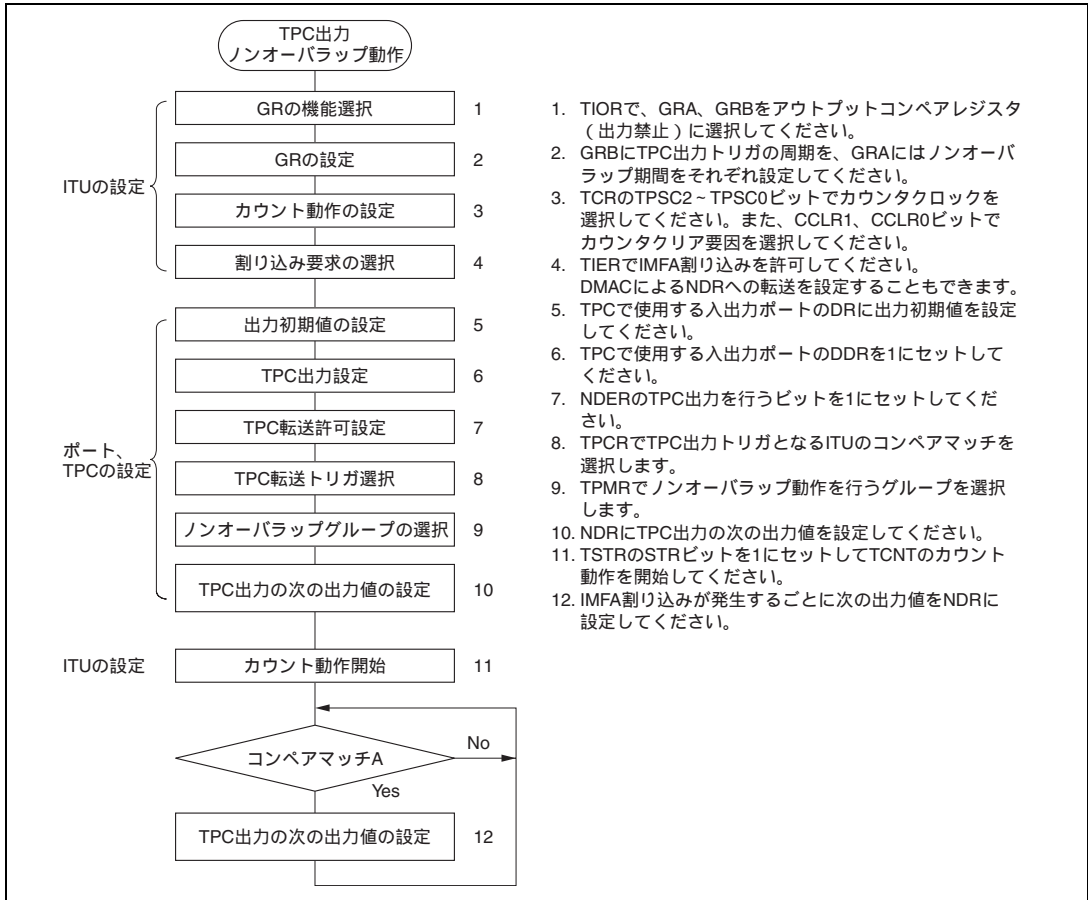 TPC出力
ノンオーバラップ動作
GRの機能選択 1
GRの設定 2
ITUの設定
カウント動作の設定 3
割り込み要求の選択 4
出力初期値の設定 5
TPC出力設定 6
TPC転送許可設定 7
ポート、
TPCの設定
TPC転送トリガ選択 8
ノンオーバラップグループの選択 9
TPC出力の次の出力値の設定 10
ITUの設定 カウント動作開始 11
コンペアマッチA
No
Yes
TPC出力の次の出力値の設定 12
1. TIORで、GRA、GRBをアウトプットコンペアレジスタ
(出力禁止)に選択してください。
2. GRBにTPC出力トリガの周期を、GRAにはノンオーバ
ラップ期間をそれぞれ設定してください。
3. TCRのTPSC2~TPSC0ビットでカウンタクロックを
選択してください。また、CCLR1、CCLR0ビットで
カウンタクリア要因を選択してください。
4. TIERでIMFA割り込みを許可してください。
DMACによるNDRへの転送を設定することもできます。
5. TPCで使用する入出力ポートのDRに出力初期値を設定
してください。
6. TPCで使用する入出力ポートのDDRを1にセットして
ください。
7. NDERのTPC出力を行うビットを1にセットしてくだ
さい。
8. TPCRでTPC出力トリガとなるITUのコンペアマッチを
選択します。
9. TPMRでノンオーバラップ動作を行うグループを選択
します。
10. NDRにTPC出力の次の出力値を設定してください。
11. TSTRのSTRビットを1にセットしてTCNTのカウント
動作を開始してください。
12. IMFA割り込みが発生するごとに次の出力値をNDRに
設定してください。